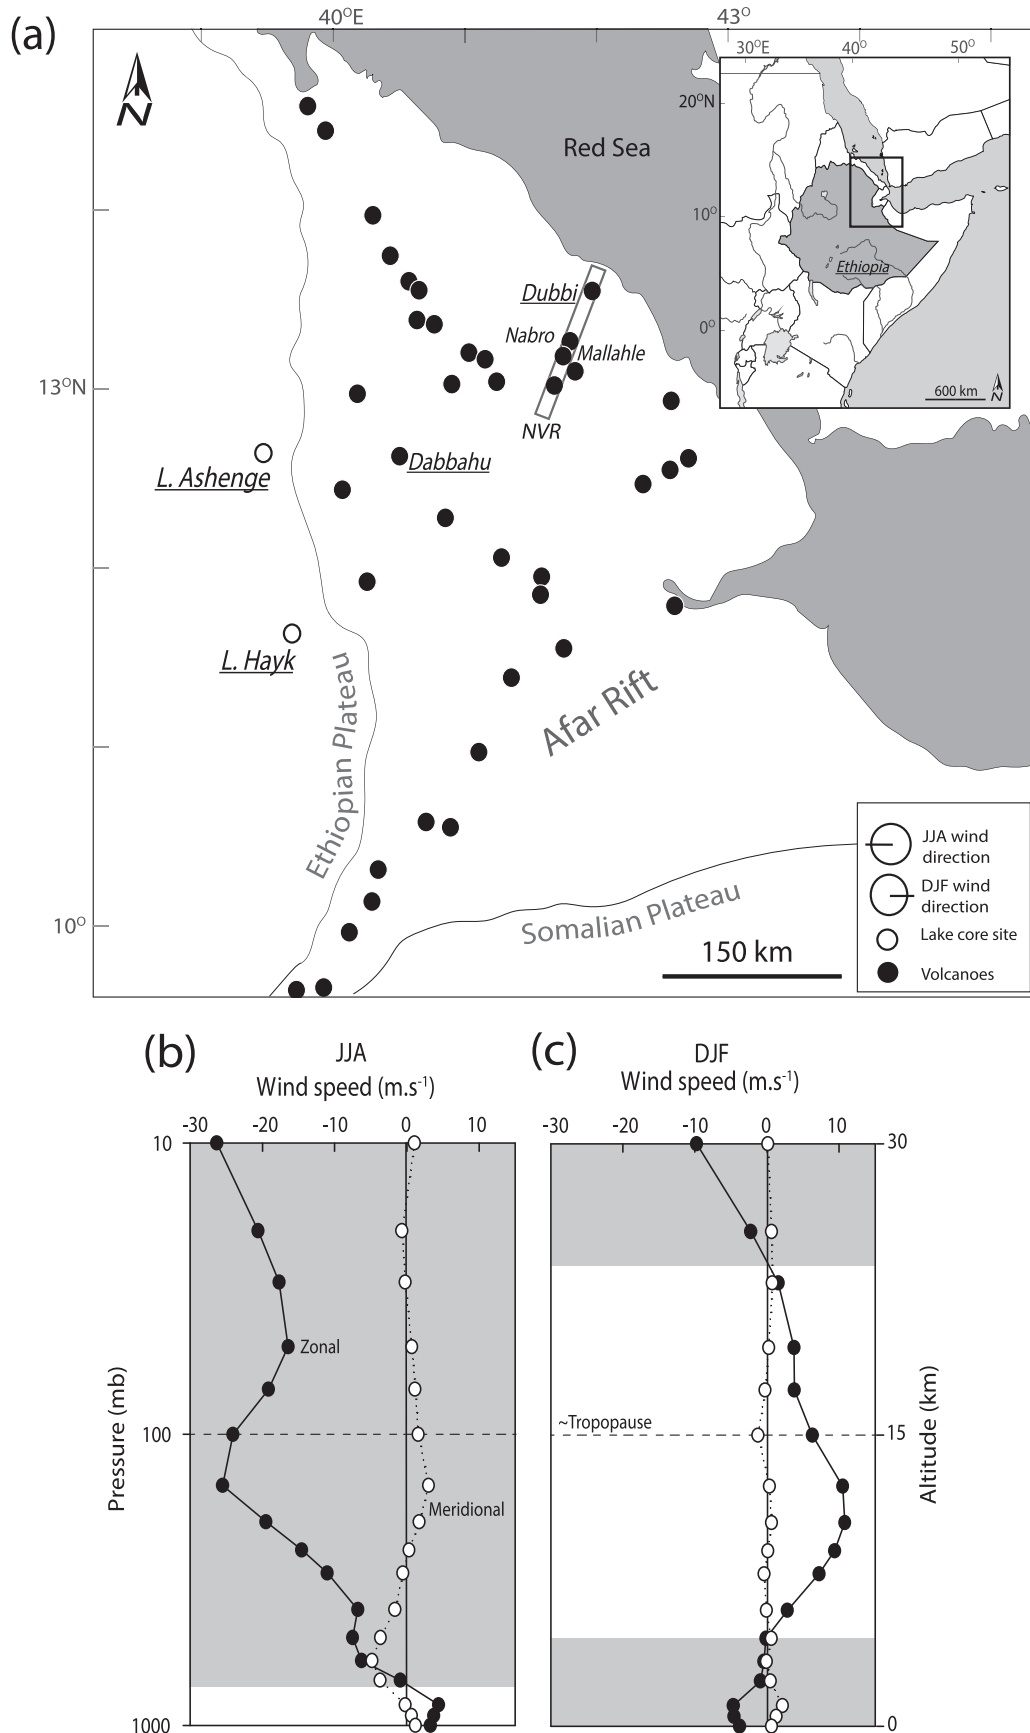 (a)
40°E
43°
30°E 40° 50°
20°N
10°
0°
Ethiopia
600 km
N
N
Red Sea
Dubbi
Nabro
Mallahle
NVR
13°N
L. Ashenge
Dabbahu
L. Hayk
Ethiopian Plateau
Afar Rift
Somalian Plateau
10°
150 km
JJA wind
direction
DJF wind
direction
Lake core site
Volcanoes
(b)
JJA
Wind speed (m.s⁻¹)
-30 -20 -10 0 10
10
100
1000
Pressure (mb)
Zonal
Meridional
(c)
DJF
Wind speed (m.s⁻¹)
-30 -20 -10 0 10
~Tropopause
30
15
0
Altitude (km)